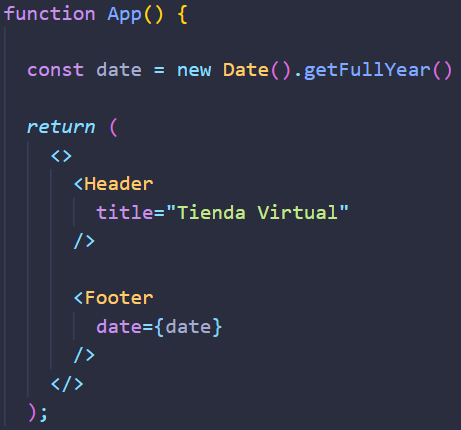 function App() {
const date = new Date().getFullYear()
return (
<>
<Header
title="Tienda Virtual"
/>
<Footer
date={date}
/>
</>
);